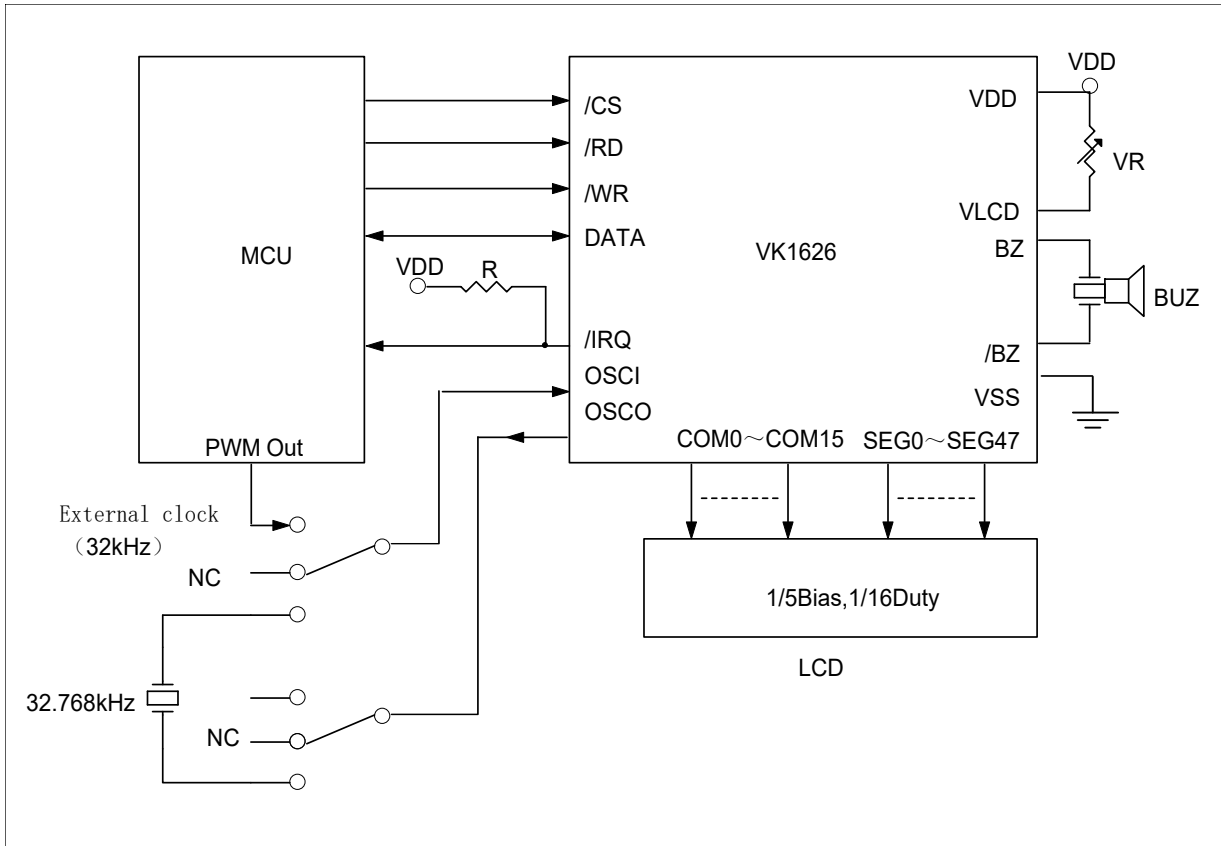 MCU
PWM Out
/CS
/RD
/WR
DATA
VDD
R
/IRQ
OSCI
OSCO
VK1626
VDD
VLCD
BZ
/BZ
VSS
COM0～COM15
SEG0～SEG47
VDD
VR
BUZ
External clock
（32kHz）
NC
32.768kHz
NC
1/5Bias,1/16Duty
LCD